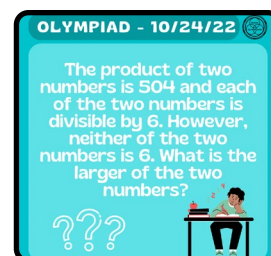 OLYMPIAD - 10/24/22
The product of two
numbers is 504 and each
of the two numbers is
divisible by 6. However,
neither of the two
numbers is 6. What is the
larger of the two
numbers?
???